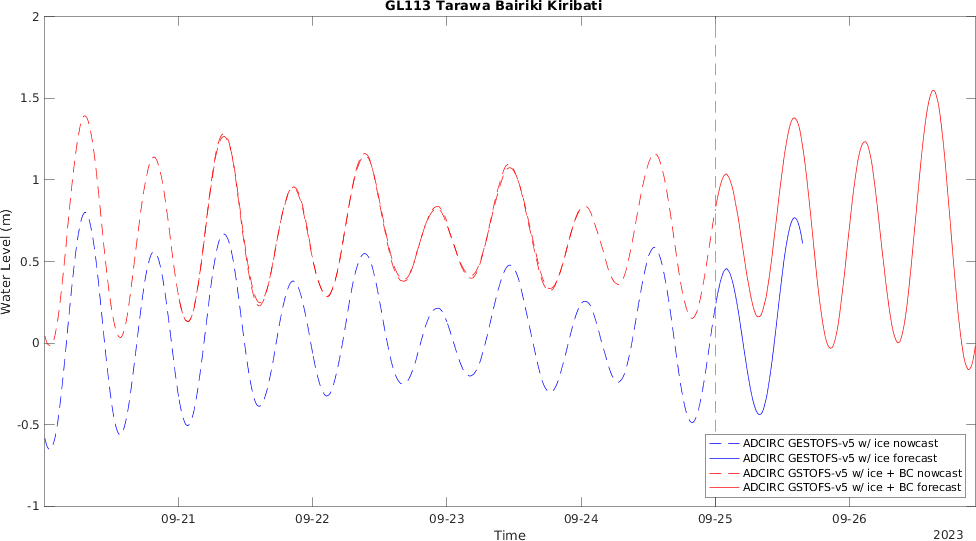 GL113 Tarawa Bairiki Kiribati
2
1.5
1
0.5
0
-0.5
-1
Water Level (m)
09-21
09-22
09-23
09-24
09-25
09-26
Time
2023
ADCIRC GESTOFS-v5 w/ ice nowcast
ADCIRC GESTOFS-v5 w/ ice forecast
ADCIRC GSTOFS-v5 w/ ice + BC nowcast
ADCIRC GSTOFS-v5 w/ ice + BC forecast